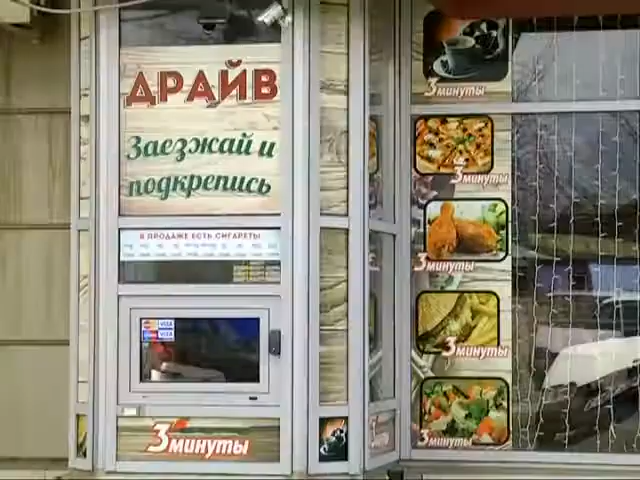 ДРАЙВ
Заезжай и
подкрепись
В ПРОДАЖЕ ЕСТЬ СИГАРЕТЫ
VISA
VISA
3 минуты
3 минуты
3 минуты
3 минуты
3 минуты
3 минуты